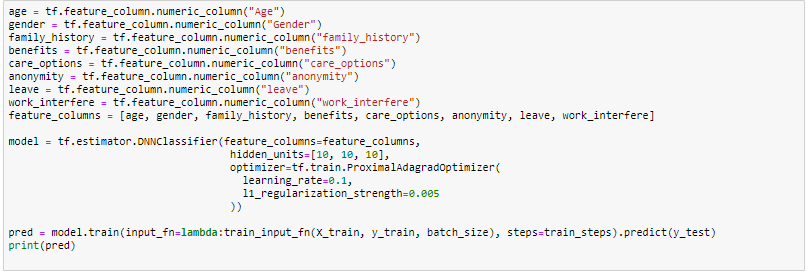 age = tf.feature_column.numeric_column("Age")
gender = tf.feature_column.numeric_column("Gender")
family_history = tf.feature_column.numeric_column("family_history")
benefits = tf.feature_column.numeric_column("benefits")
care_options = tf.feature_column.numeric_column("care_options")
anonymity = tf.feature_column.numeric_column("anonymity")
leave = tf.feature_column.numeric_column("leave")
work_interfere = tf.feature_column.numeric_column("work_interfere")
feature_columns = [age, gender, family_history, benefits, care_options, anonymity, leave, work_interfere]
model = tf.estimator.DNNClassifier(feature_columns=feature_columns,
hidden_units=[10, 10, 10],
optimizer=tf.train.ProximalAdagradOptimizer(
learning_rate=0.1,
l1_regularization_strength=0.005
))
pred = model.train(input_fn=lambda:train_input_fn(X_train, y_train, batch_size), steps=train_steps).predict(y_test)
print(pred)